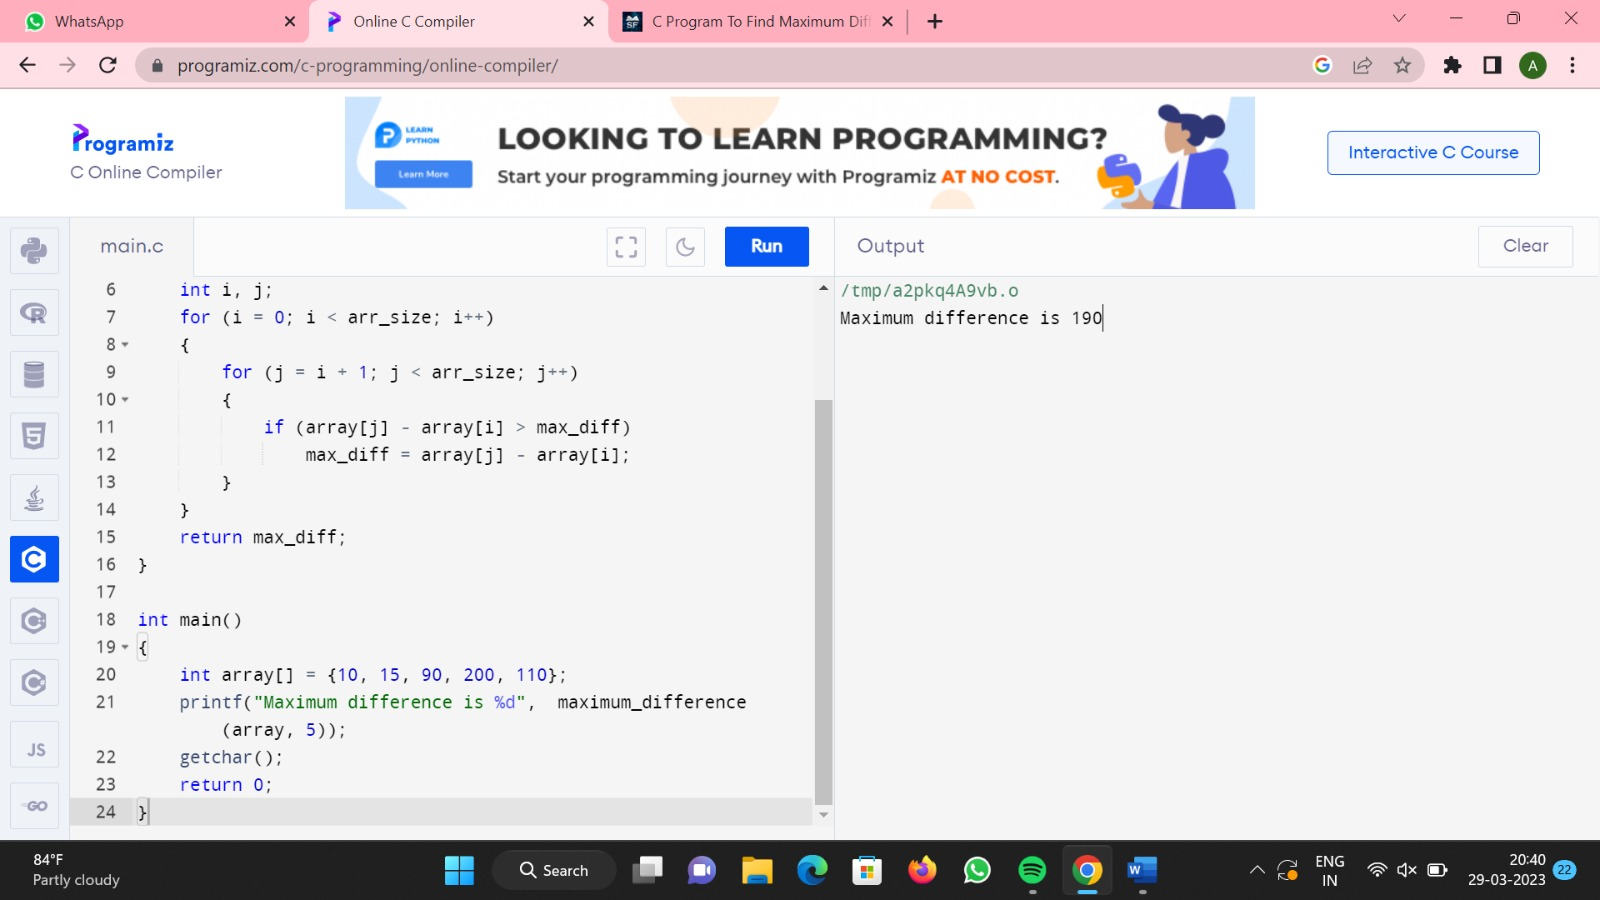 WhatsApp
Online C Compiler
C Program To Find Maximum Dif
programiz.com/c-programming/online-compiler/
A
Programiz
C Online Compiler
LEARN
PYTHON
Learn More
LOOKING TO LEARN PROGRAMMING?
Start your programming journey with Programiz AT NO COST.
Interactive C Course
main.c
Run
Output
Clear
6 int i, j;
7 for (i = 0; i < arr_size; i++)
8 {
9 for (j = i + 1; j < arr_size; j++)
10 {
11 if (array[j] - array[i] > max_diff)
12 max_diff = array[j] - array[i];
13 }
14 }
15 return max_diff;
16 }
17
18 int main()
19 {
20 int array[] = {10, 15, 90, 200, 110};
21 printf("Maximum difference is %d",  maximum_difference
(array, 5));
22 getchar();
23 return 0;
24 }
/tmp/a2pkq4A9vb.o
Maximum difference is 190
JS
GO
84°F
Partly cloudy
Search
ENG
IN
20:40
29-03-2023
22